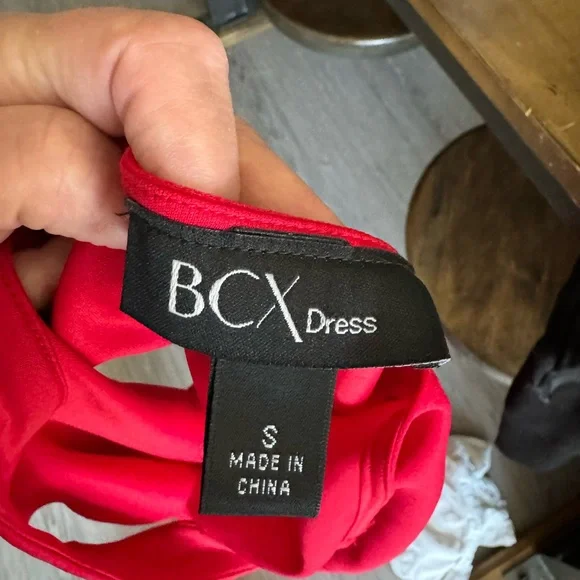 BCX Dress
S
MADE IN
CHINA